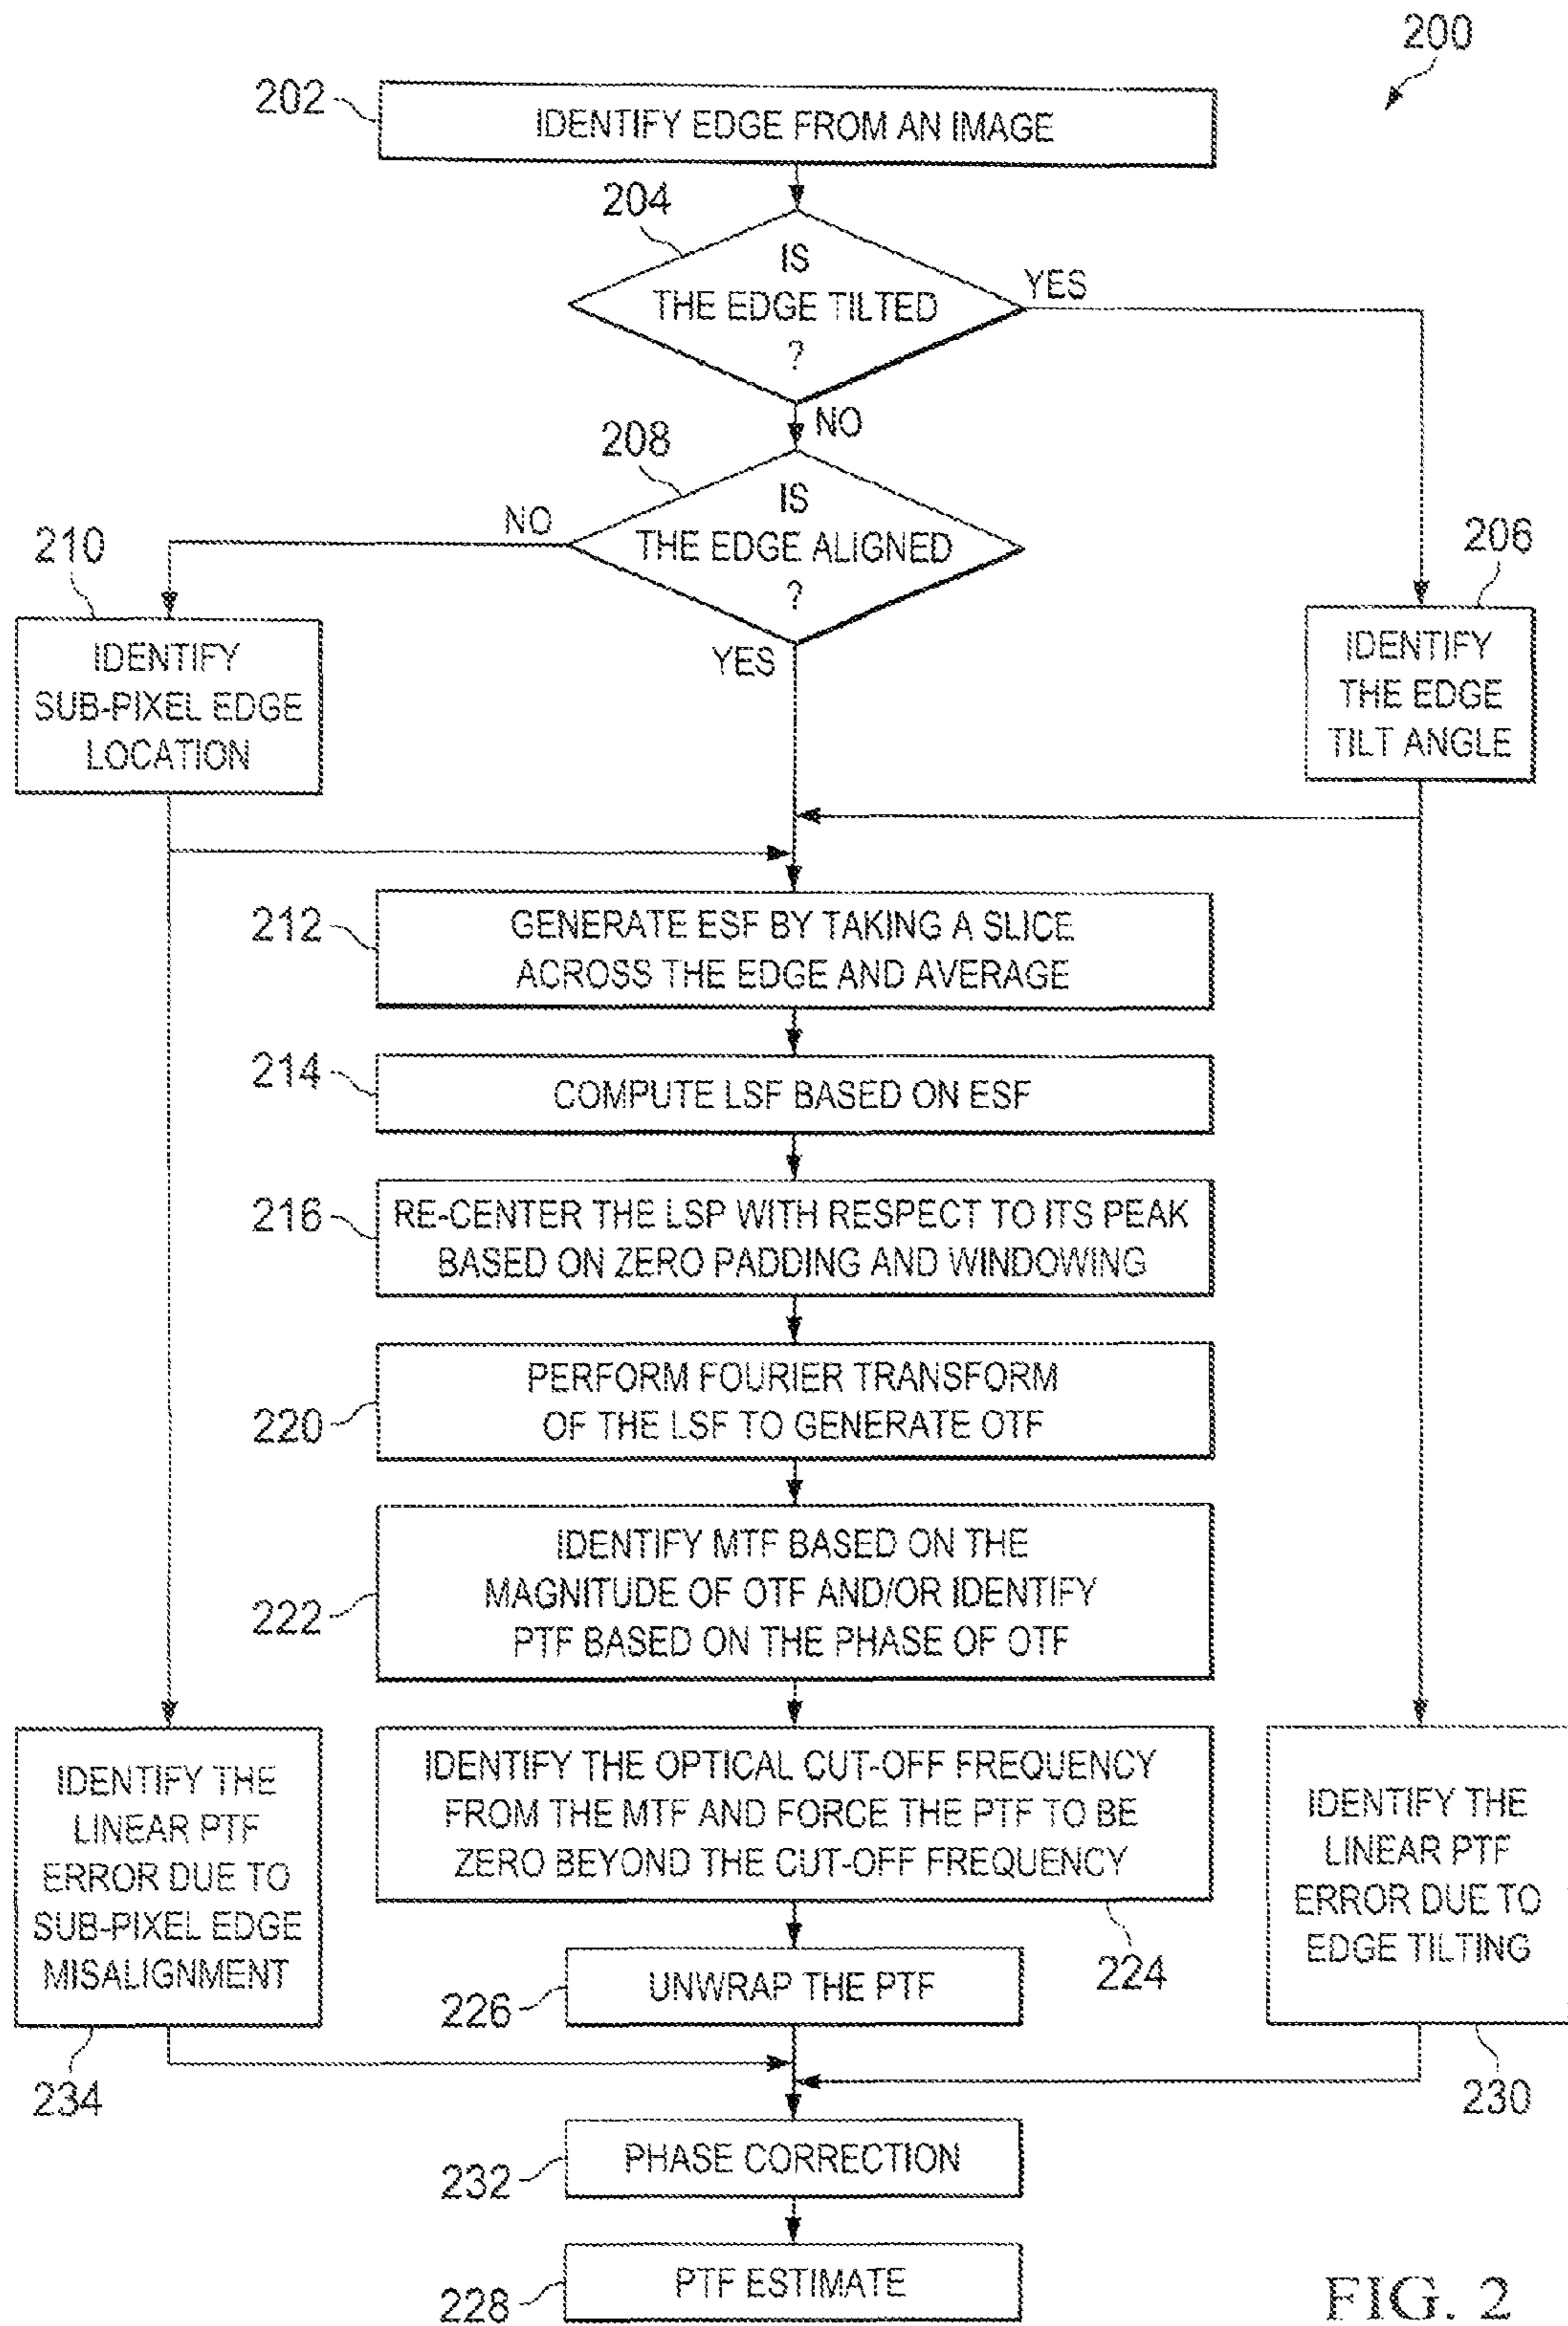 200
202
IDENTIFY EDGE FROM AN IMAGE
204
IS
THE EDGE TILTED
?
YES
NO
208
IS
THE EDGE ALIGNED
?
NO
YES
210
IDENTIFY
SUB-PIXEL EDGE
LOCATION
206
IDENTIFY
THE EDGE
TILT ANGLE
212
GENERATE ESF BY TAKING A SLICE
ACROSS THE EDGE AND AVERAGE
214
COMPUTE LSF BASED ON ESF
216
RE-CENTER THE LSP WITH RESPECT TO ITS PEAK
BASED ON ZERO PADDING AND WINDOWING
220
PERFORM FOURIER TRANSFORM
OF THE LSF TO GENERATE OTF
222
IDENTIFY MTF BASED ON THE
MAGNITUDE OF OTF AND/OR IDENTIFY
PTF BASED ON THE PHASE OF OTF
IDENTIFY THE
LINEAR PTF
ERROR DUE TO
SUB-PIXEL EDGE
MISALIGNMENT
234
IDENTIFY THE OPTICAL CUT-OFF FREQUENCY
FROM THE MTF AND FORCE THE PTF TO BE
ZERO BEYOND THE CUT-OFF FREQUENCY
224
IDENTIFY THE
LINEAR PTF
ERROR DUE TO
EDGE TILTING
230
226
UNWRAP THE PTF
232
PHASE CORRECTION
228
PTF ESTIMATE
FIG. 2